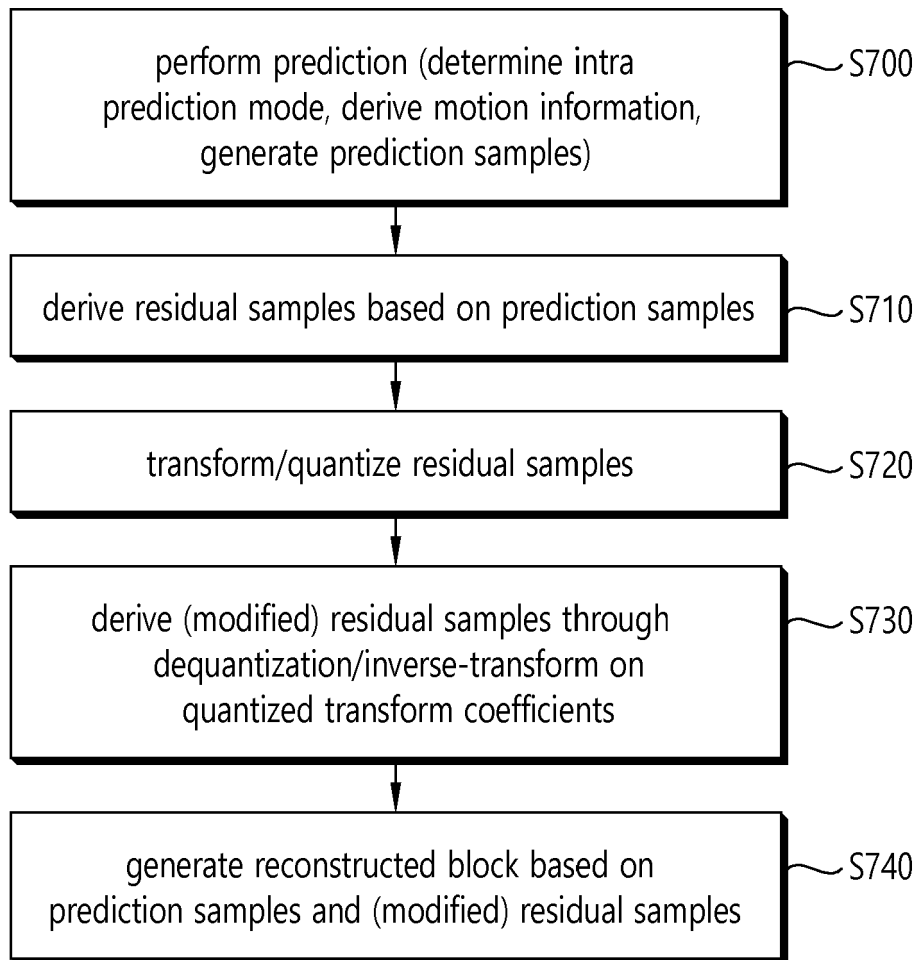 perform prediction (determine intra
prediction mode, derive motion information,
generate prediction samples)
S700
derive residual samples based on prediction samples
S710
transform/quantize residual samples
S720
derive (modified) residual samples through
dequantization/inverse-transform on
quantized transform coefficients
S730
generate reconstructed block based on
prediction samples and (modified) residual samples
S740